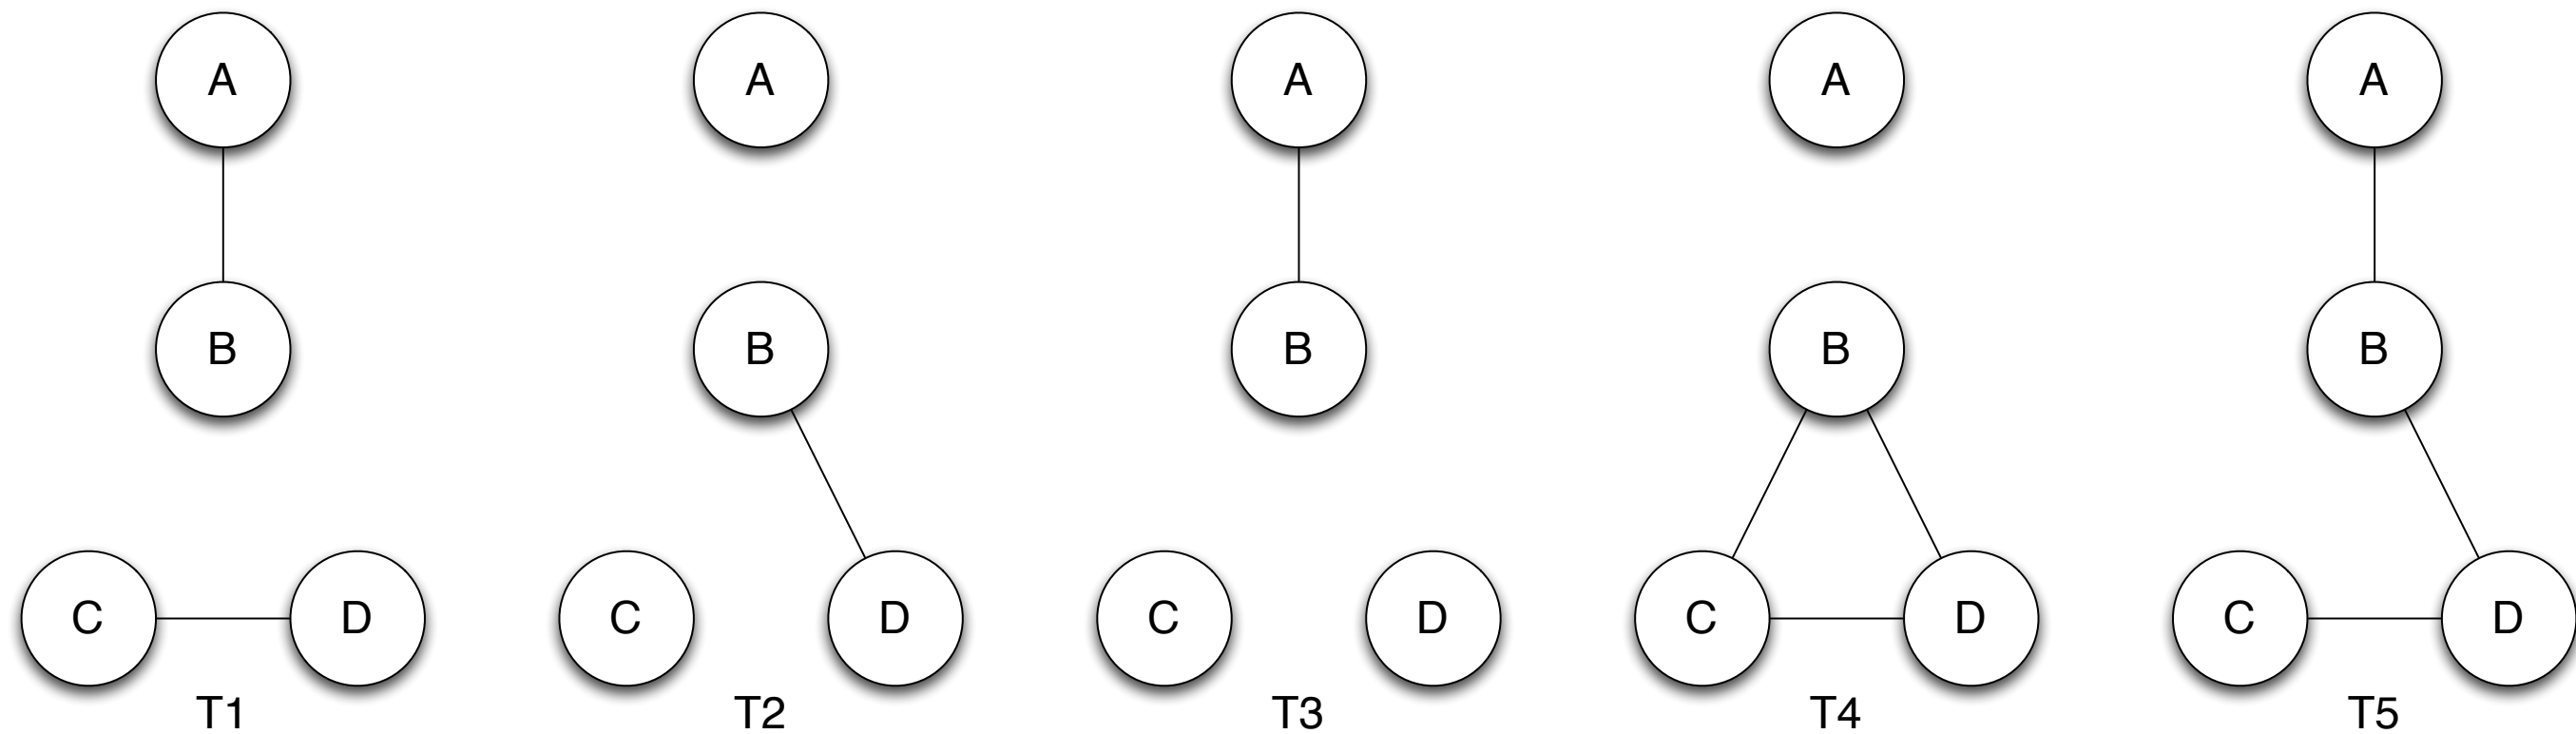 A A A A A
B B B B B
C D C D C D C D C D
T1 T2 T3 T4 T5